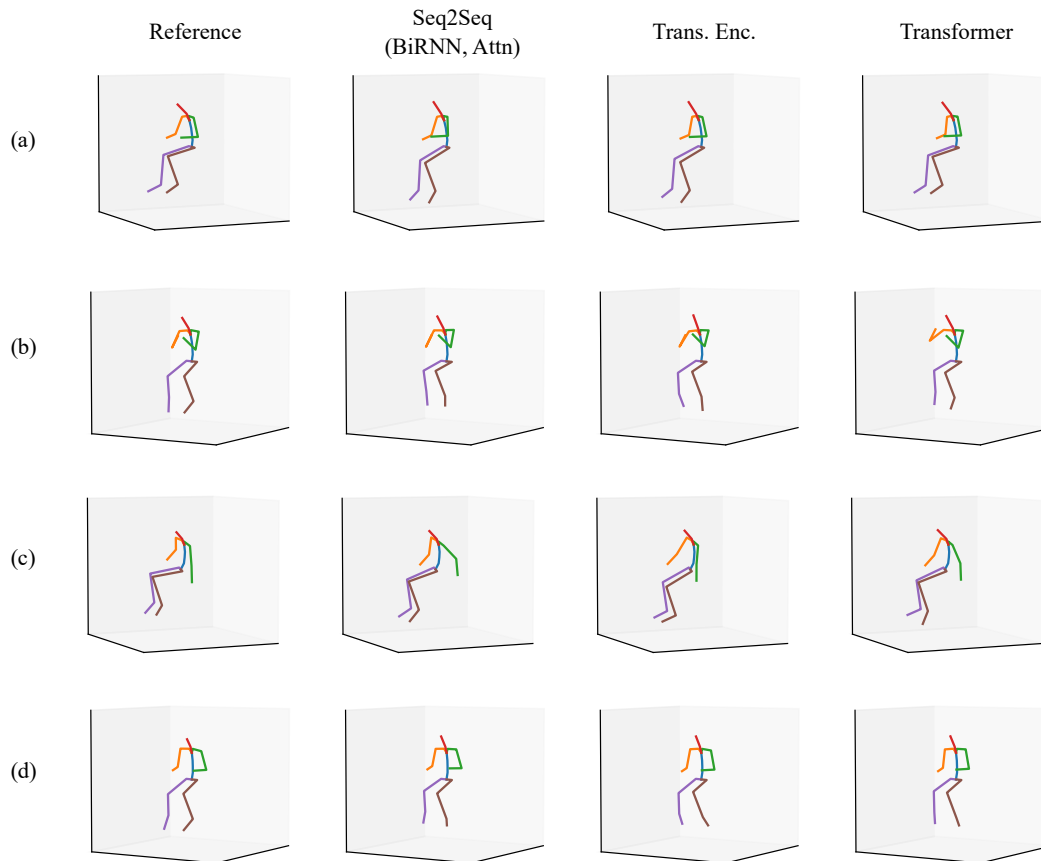 Reference
Seq2Seq
(BiRNN, Attn)
Trans. Enc.
Transformer
(a)
(b)
(c)
(d)